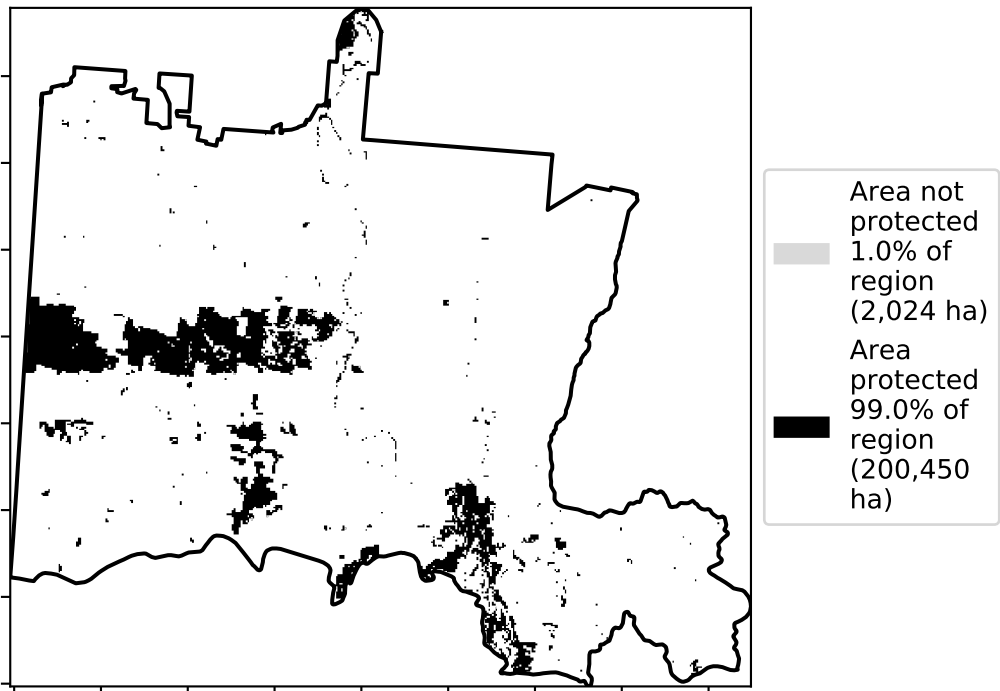 Area not
protected
1.0% of
region
(2,024 ha)
Area
protected
99.0% of
region
(200,450
ha)